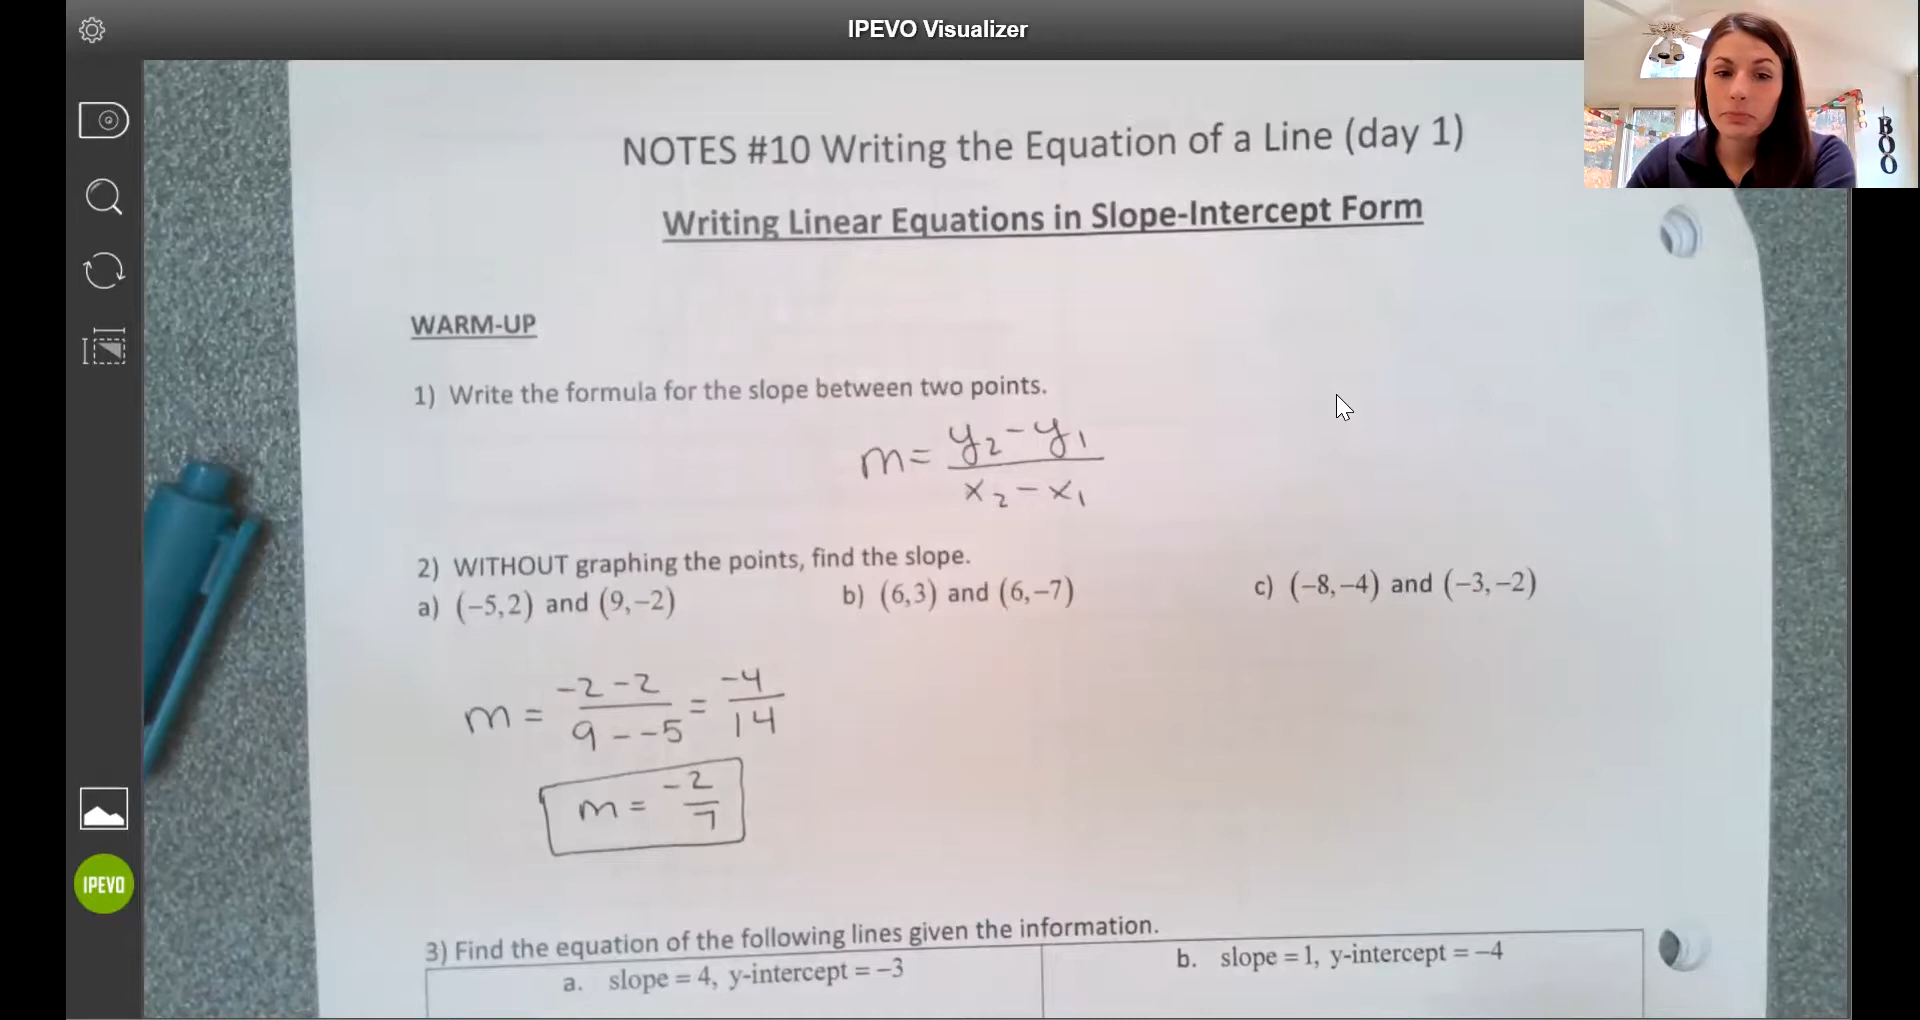 IPEVO Visualizer
BOO
NOTES #10 Writing the Equation of a Line (day 1)
Writing Linear Equations in Slope-Intercept Form
WARM-UP
1) Write the formula for the slope between two points.
m = y₂ - y₁ / x₂ - x₁
2) WITHOUT graphing the points, find the slope.
a) (−5,2) and (9,−2) b) (6,3) and (6,−7) c) (−8,−4) and (−3,−2)
m = -2 -2 / 9 - -5 = -4 / 14
m = -2 / 7
IPEVO
3) Find the equation of the following lines given the information.
a. slope = 4, y-intercept = −3 b. slope = 1, y-intercept = −4